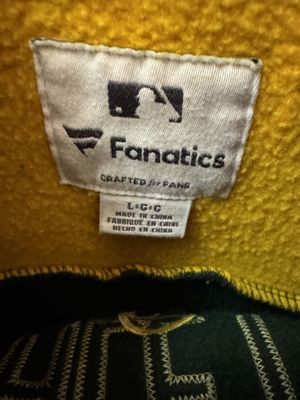 Fanatics
CRAFTED for FANS
L•G•G
MADE IN CHINA
FABRIQUÉ EN CHINE
HECHO EN CHINA